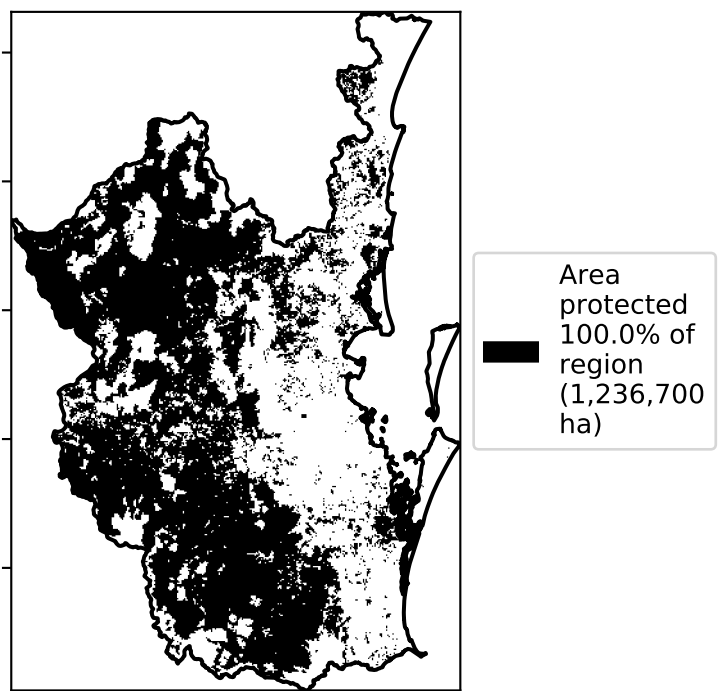 Area
protected
100.0% of
region
(1,236,700
ha)